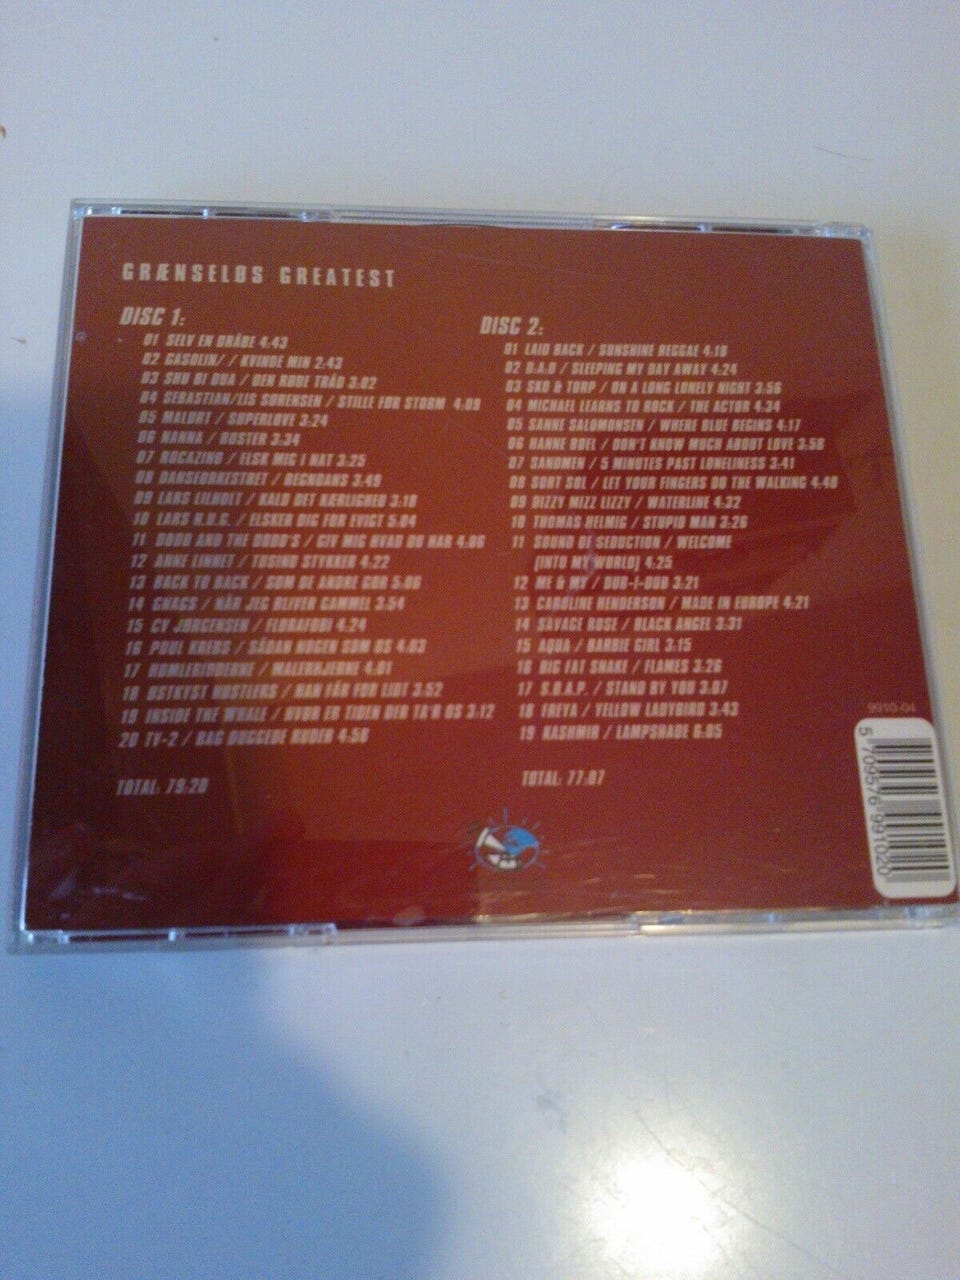 GRÆNSELØS GREATEST
DISC 1:
01 SELV EN DRÅBE 4.43
02 GASOLIN/ / KVINDE MIN 2.43
03 SHU BI DUA / DEN RØDE TRÅD 3.02
04 SEBASTIAN/LIS SØRENSEN / STILLE FØR STORM 4.09
05 MALURT / SUPERLOVE 3.24
06 NANNA / BUSTER 3.34
07 ROCAZINO / ELSK MIG I NAT 3.25
08 DANSEORKESTRET / REGNDANS 3.49
09 LARS LILHOLT / KALD DET KÆRLIGHED 3.18
10 LARS H.U.G. / ELSKER DIG FOR EVIGT 5.04
11 DODO AND THE DODO'S / GIV MIG HVAD DU HAR 4.06
12 ANNE LINNET / TUSIND STYKKER 4.22
13 BACK TO BACK / SOM DE ANDRE GØR 5.06
14 GNAGS / NÅR JEG BLIVER GAMMEL 3.54
15 CV JØRGENSEN / FLORAFOBI 4.24
16 POUL KREBS / SÅDAN NOGEN SOM OS 4.03
17 HUMLERIDDERNE / MALERHJERNE 4.01
18 ØSTKYST HUSTLERS / HAN FÅR FOR LIDT 3.52
19 INSIDE THE WHALE / HVOR ER TIDEN DER TA'R OS 3.12
20 TV-2 / BAG DUGGEDE RUDER 4.58
TOTAL: 79:20
DISC 2:
01 LAID BACK / SUNSHINE REGGAE 4.18
02 D.A.D / SLEEPING MY DAY AWAY 4.24
03 SKO & TORP / ON A LONG LONELY NIGHT 3.56
04 MICHAEL LEARNS TO ROCK / THE ACTOR 4.34
05 SANNE SALOMONSEN / WHERE BLUE BEGINS 4.17
06 HANNE BOEL / DON'T KNOW MUCH ABOUT LOVE 3.58
07 SANDMEN / 5 MINUTES PAST LONELINESS 3.41
08 SORT SOL / LET YOUR FINGERS DO THE WALKING 4.40
09 DIZZY MIZZ LIZZY / WATERLINE 4.32
10 THOMAS HELMIG / STUPID MAN 3.26
11 SOUND OF SEDUCTION / WELCOME
[INTO MY WORLD] 4.25
12 ME & MY / DUB-I-DUB 3.21
13 CAROLINE HENDERSON / MADE IN EUROPE 4.21
14 SAVAGE ROSE / BLACK ANGEL 3.31
15 AQUA / BARBIE GIRL 3.15
16 BIG FAT SNAKE / FLAMES 3.26
17 S.O.A.P. / STAND BY YOU 3.07
18 FREYA / YELLOW LADYBIRD 3.43
19 KASHMIR / LAMPSHADE 6.05
TOTAL: 77:07
9910-04
5 709576 991020